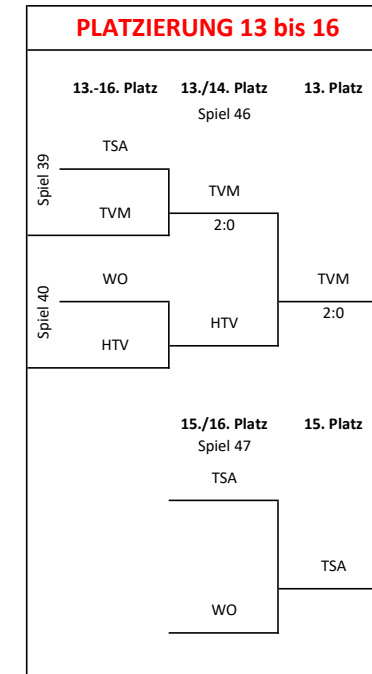 PLATZIERUNG 13 bis 16
13.-16. Platz 13./14. Platz 13. Platz
Spiel 46
TSA
Spiel 39
TVM
TVM
2:0
WO
TVM
Spiel 40
2:0
HTV
HTV
15./16. Platz 15. Platz
Spiel 47
TSA
TSA
WO